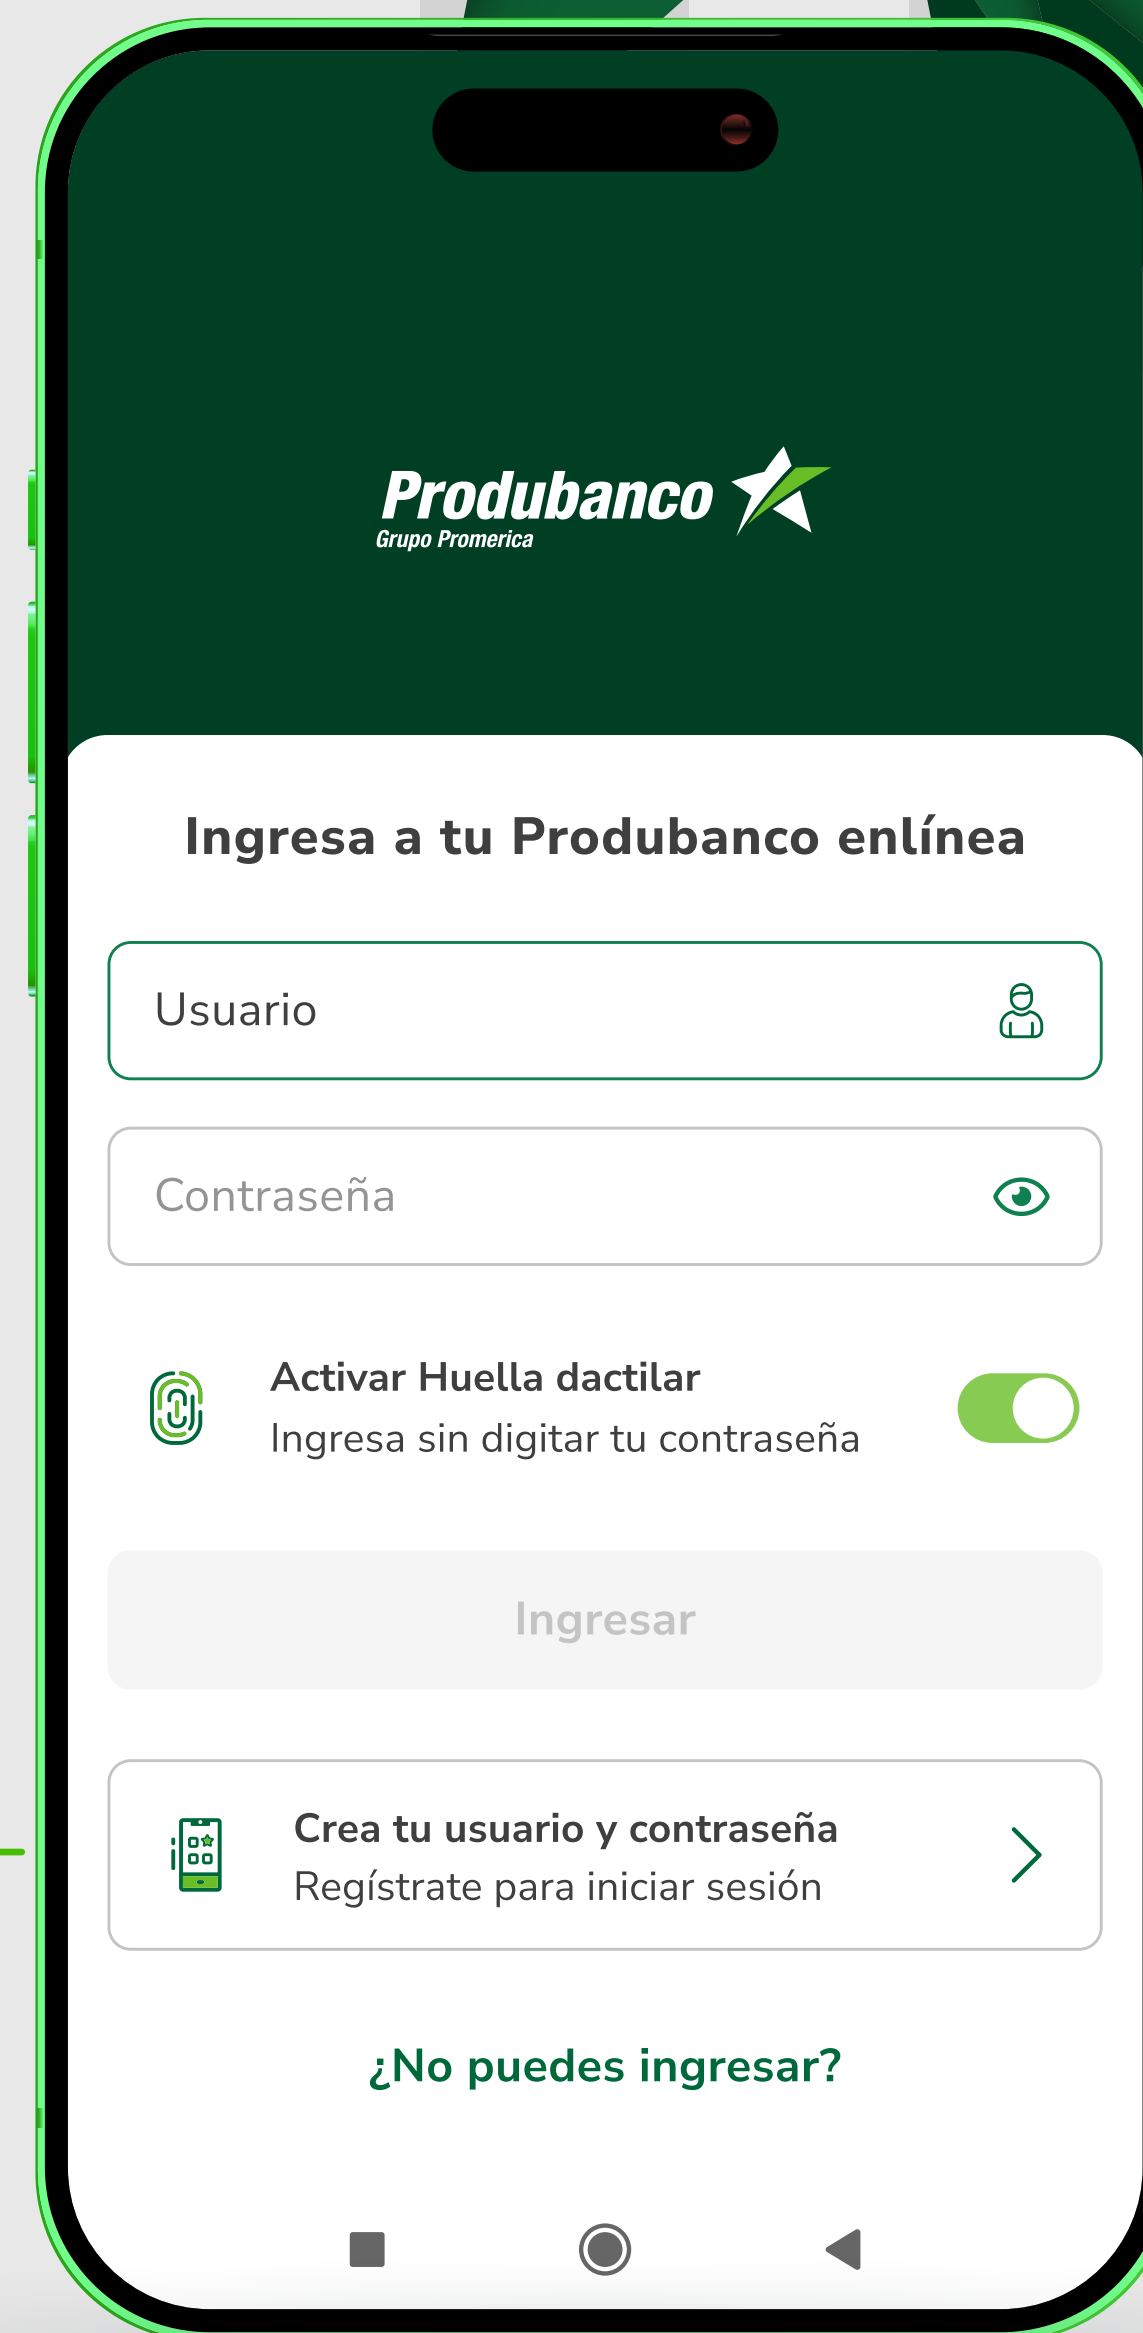 Produbanco
Grupo Promerica
Ingresa a tu Produbanco enlínea
Usuario
Contraseña
Activar Huella dactilar
Ingresa sin digitar tu contraseña
Ingresar
Crea tu usuario y contraseña
Regístrate para iniciar sesión
¿No puedes ingresar?